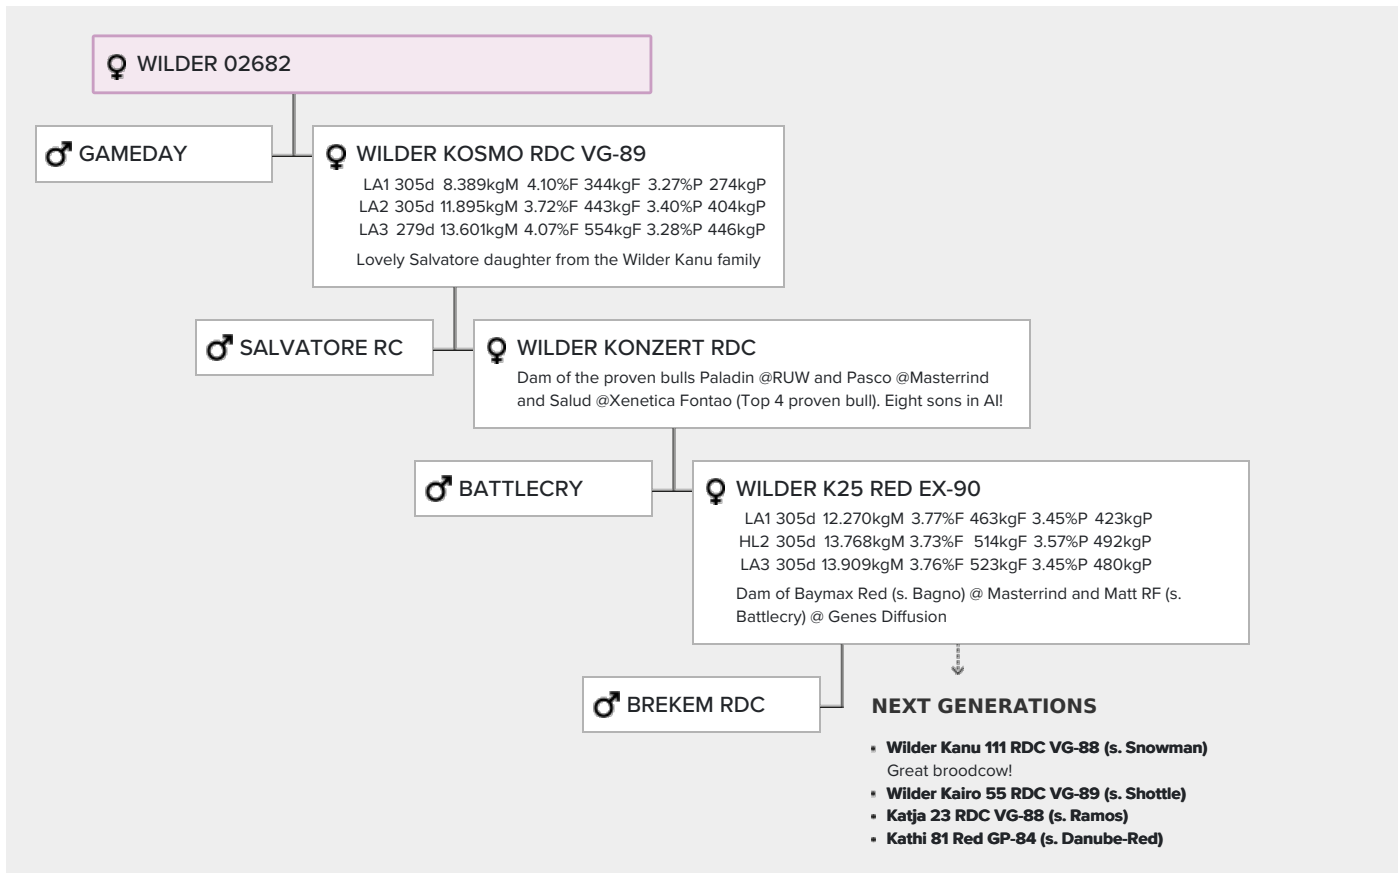 WILDER 02682
GAMEDAY
WILDER KOSMO RDC VG-89
LA1 305d 8.389kgM 4.10%F 344kgF 3.27%P 274kgP
LA2 305d 11.895kgM 3.72%F 443kgF 3.40%P 404kgP
LA3 279d 13.601kgM 4.07%F 554kgF 3.28%P 446kgP
Lovely Salvatore daughter from the Wilder Kanu family
SALVATORE RC
WILDER KONZERT RDC
Dam of the proven bulls Paladin @RUW and Pasco @Masterrind
and Salud @Xenetica Fontao (Top 4 proven bull). Eight sons in AI!
BATTLECRY
WILDER K25 RED EX-90
LA1 305d 12.270kgM 3.77%F 463kgF 3.45%P 423kgP
HL2 305d 13.768kgM 3.73%F 514kgF 3.57%P 492kgP
LA3 305d 13.909kgM 3.76%F 523kgF 3.45%P 480kgP
Dam of Baymax Red (s. Bagno) @ Masterrind and Matt RF (s.
Battlecry) @ Genes Diffusion
BREKEM RDC
NEXT GENERATIONS
Wilder Kanu 111 RDC VG-88 (s. Snowman)
Great broodcow!
Wilder Kairo 55 RDC VG-89 (s. Shottle)
Katja 23 RDC VG-88 (s. Ramos)
Kathi 81 Red GP-84 (s. Danube-Red)